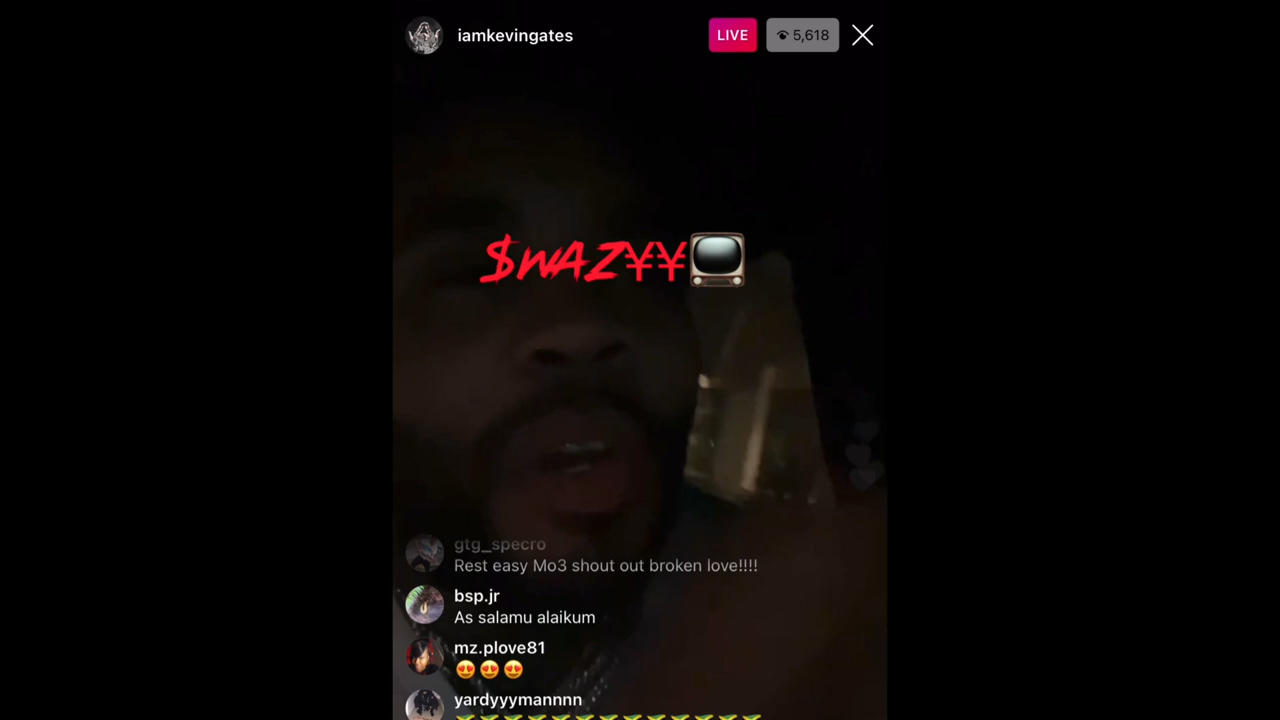 iamkevingates
LIVE
5,618
$WAZ¥¥
gtg_specro
Rest easy Mo3 shout out broken love!!!!
bsp.jr
As salamu alaikum
mz.plove81
😍😍😍
yardyyymannnn